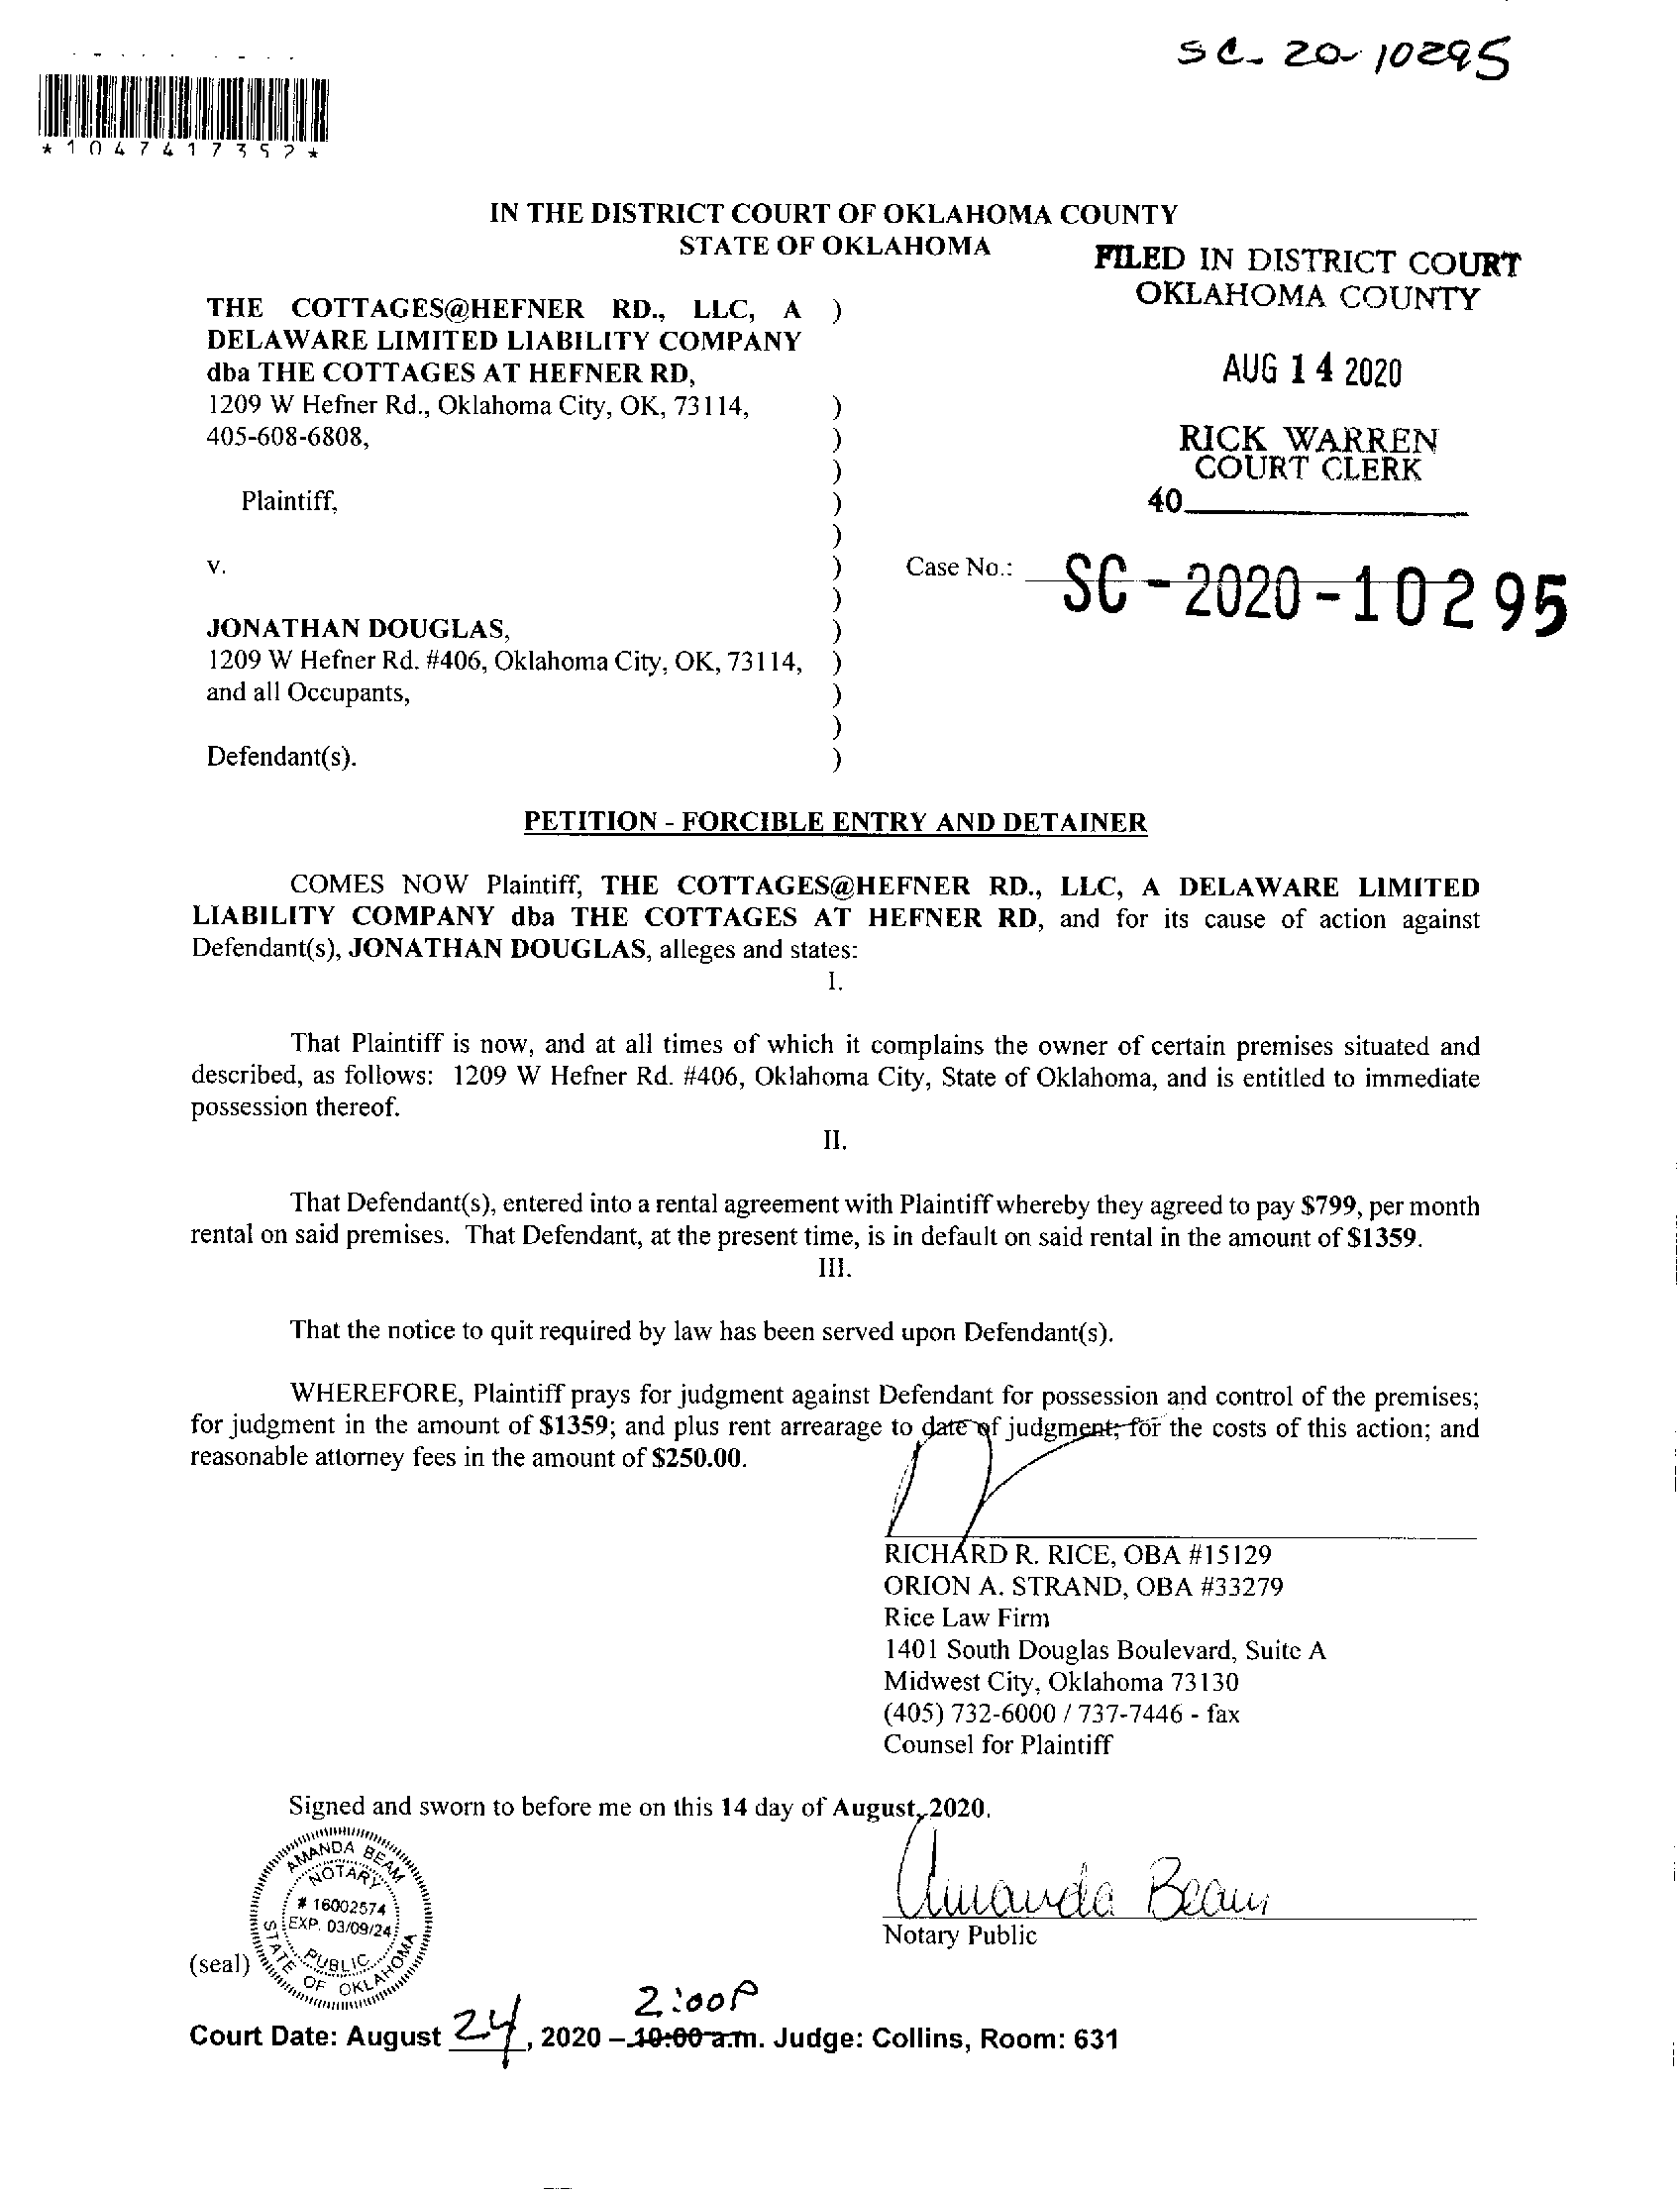 SC-20-10295
*1047417352*
IN THE DISTRICT COURT OF OKLAHOMA COUNTY
STATE OF OKLAHOMA
FILED IN DISTRICT COURT
OKLAHOMA COUNTY
AUG 14 2020
RICK WARREN
COURT CLERK
40
THE COTTAGES@HEFNER RD., LLC, A )
DELAWARE LIMITED LIABILITY COMPANY
dba THE COTTAGES AT HEFNER RD,
1209 W Hefner Rd., Oklahoma City, OK, 73114, )
405-608-6808, )
)
Plaintiff, )
)
v. ) Case No.: SC-2020-10295
)
JONATHAN DOUGLAS, )
1209 W Hefner Rd. #406, Oklahoma City, OK, 73114, )
and all Occupants, )
)
Defendant(s). )
PETITION - FORCIBLE ENTRY AND DETAINER
COMES NOW Plaintiff, THE COTTAGES@HEFNER RD., LLC, A DELAWARE LIMITED
LIABILITY COMPANY dba THE COTTAGES AT HEFNER RD, and for its cause of action against
Defendant(s), JONATHAN DOUGLAS, alleges and states:
I.
That Plaintiff is now, and at all times of which it complains the owner of certain premises situated and
described, as follows: 1209 W Hefner Rd. #406, Oklahoma City, State of Oklahoma, and is entitled to immediate
possession thereof.
II.
That Defendant(s), entered into a rental agreement with Plaintiff whereby they agreed to pay $799, per month
rental on said premises. That Defendant, at the present time, is in default on said rental in the amount of $1359.
III.
That the notice to quit required by law has been served upon Defendant(s).
WHEREFORE, Plaintiff prays for judgment against Defendant for possession and control of the premises;
for judgment in the amount of $1359; and plus rent arrearage to date of judgment; for the costs of this action; and
reasonable attorney fees in the amount of $250.00.
RICHARD R. RICE, OBA #15129
ORION A. STRAND, OBA #33279
Rice Law Firm
1401 South Douglas Boulevard, Suite A
Midwest City, Oklahoma 73130
(405) 732-6000 / 737-7446 - fax
Counsel for Plaintiff
Signed and sworn to before me on this 14 day of August, 2020.
AMANDA BEAM
NOTARY
# 16002574
EXP. 03/09/24
PUBLIC
STATE OF OKLAHOMA
Amanda Beam
Notary Public
(seal)
2:00P
Court Date: August 24, 2020 – 10:00 a.m. Judge: Collins, Room: 631